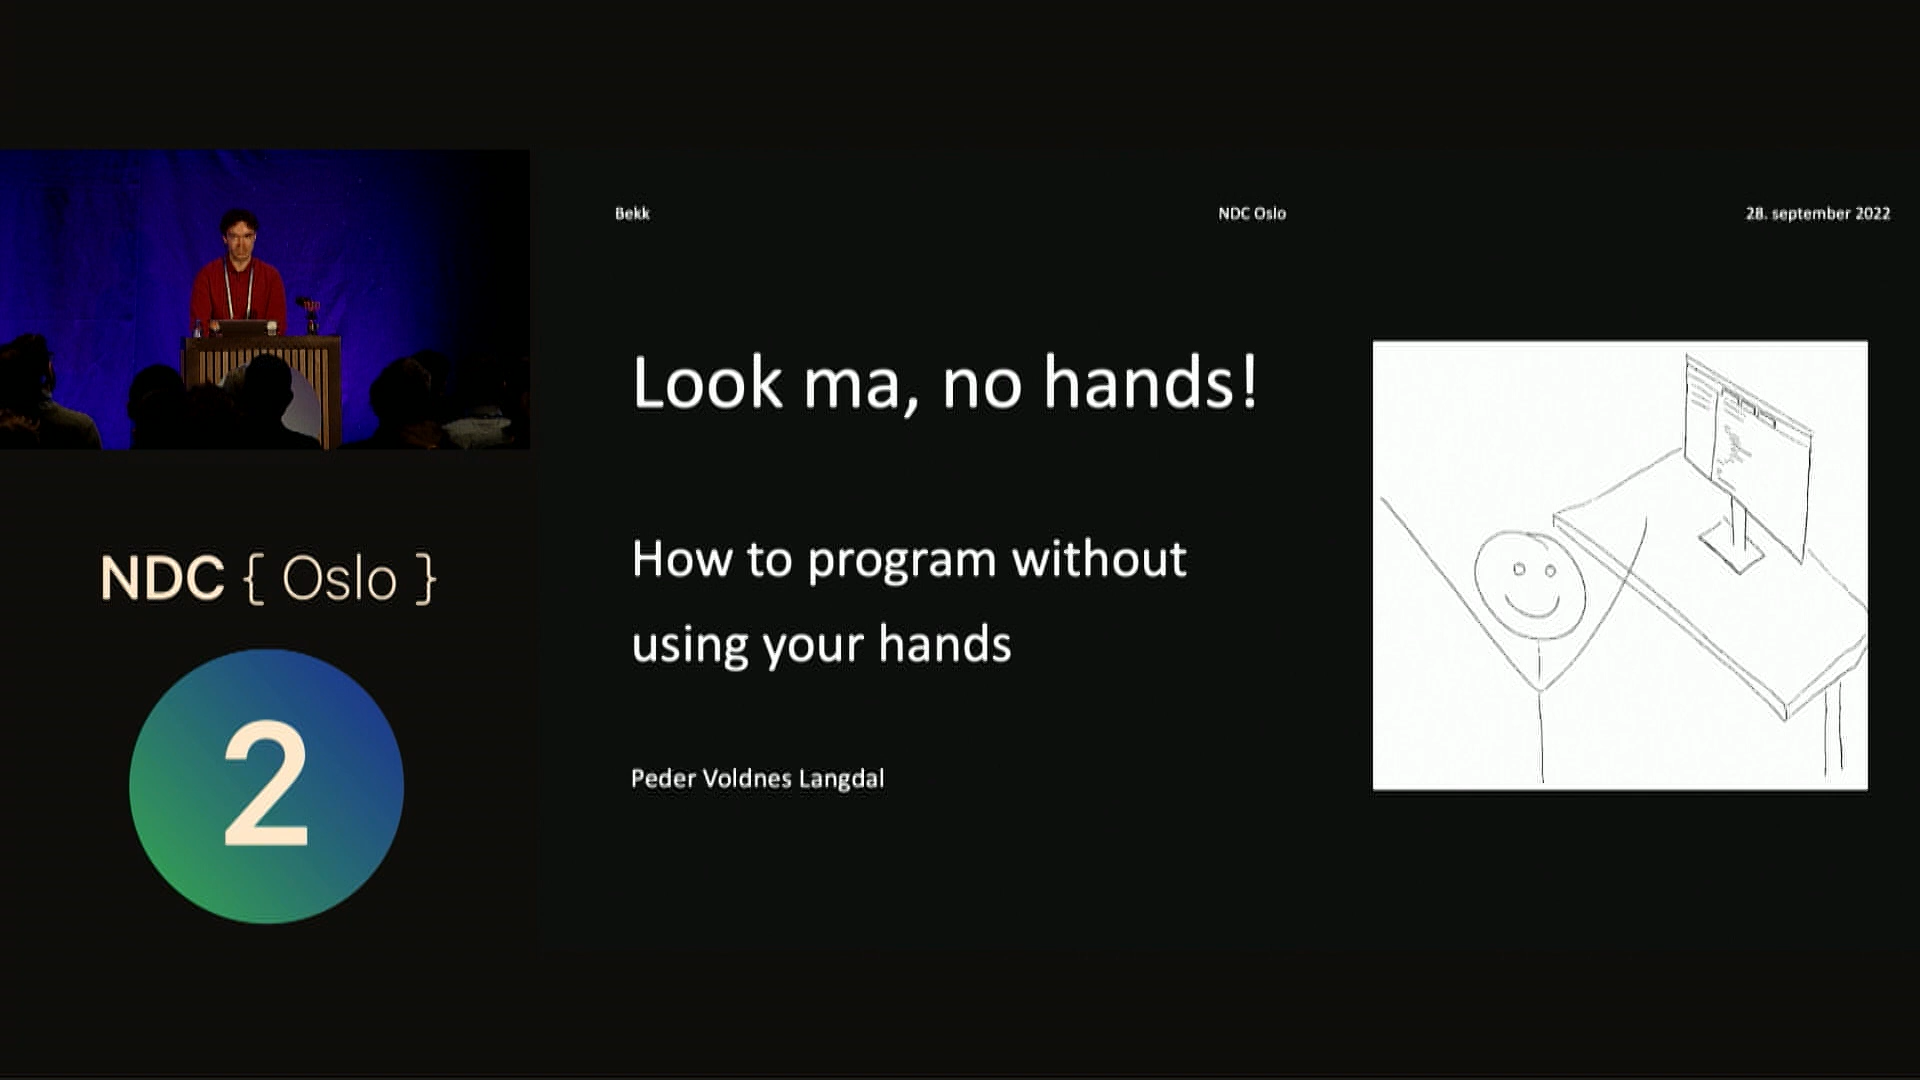 Bekk
NDC Oslo
28. september 2022
Look ma, no hands!
How to program without
using your hands
Peder Voldnes Langdal
NDC { Oslo }
2